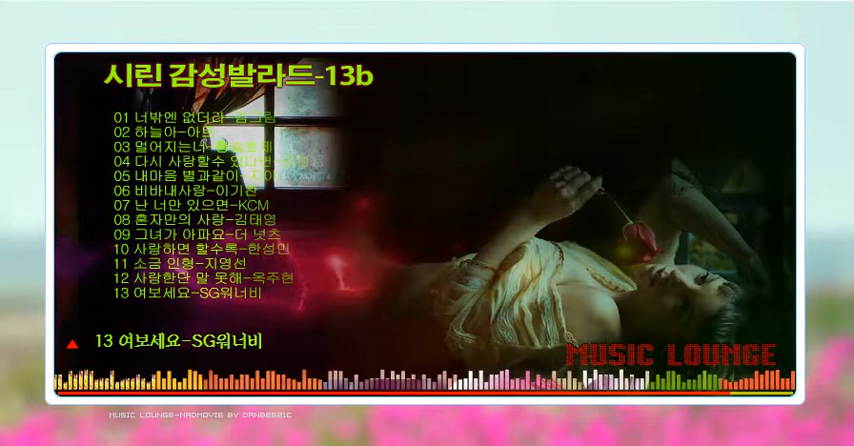 시린 감성발라드-13b
01 너밖엔 없더라-김그림
02 하늘아-아
03 멀어지는너
04 다시 사랑할수 있다면
05 내마음 별과같이
06 비바내사랑-이기찬
07 난 너만 있으면-KCM
08 혼자만의 사랑-김태영
09 그녀가 아파요-더 넛츠
10 사랑하면 할수록-한성민
11 소금 인형-지영선
12 사랑한단 말 못해-옥주현
13 여보세요-SG워너비
13 여보세요-SG워너비
MUSIC LOUNGE
MUSIC LOUNGE-MADMOVIE BY